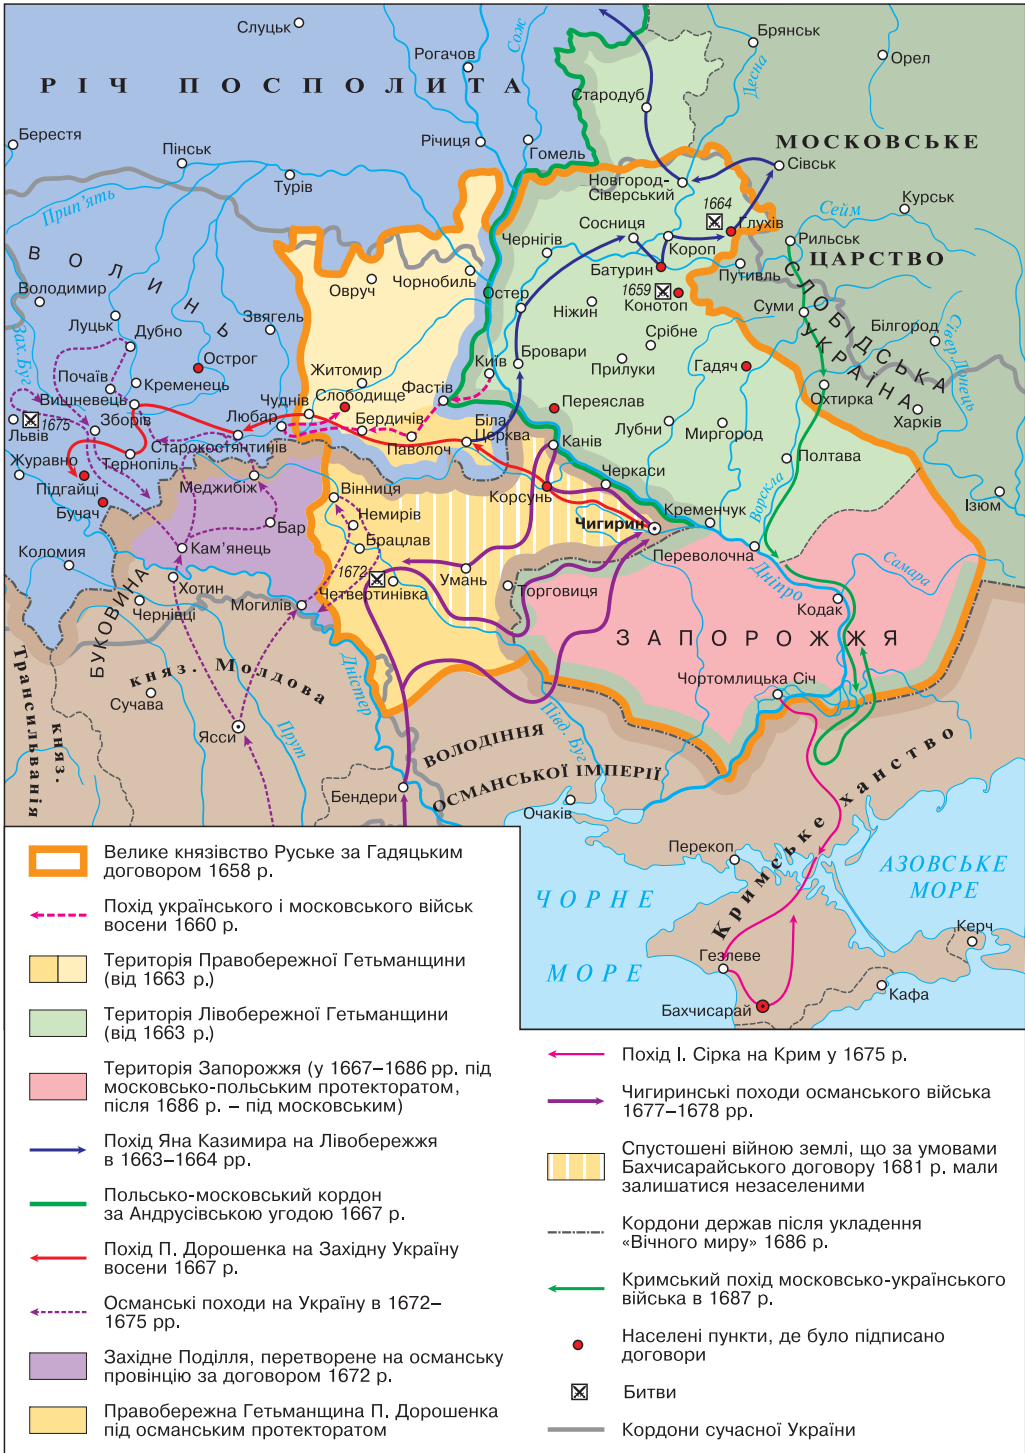 Слуцьк
Рогачов
Сож
Брянськ
Орел
Десна
РІЧ ПОСПОЛИТА
Стародуб
Берестя
Пінськ
Річиця
Гомель
МОСКОВСЬКЕ
ЦАРСТВО
Турів
Прип'ять
Новгород-
Сіверський
Сівськ
1664
Глухів
Курськ
Сейм
Сосниця
Короп
Рильськ
Чернігів
Батурин
Путивль
ВОЛИНЬ
Овруч
Чорнобиль
Остер
1659
Конотоп
СЛОБІДСЬКА
УКРАЇНА
Володимир
Ніжин
Суми
Луцьк
Дубно
Звягель
Срібне
Білгород
Сівер. Донець
Зах. Буг
Острог
Київ
Бровари
Прилуки
Гадяч
Почаїв
Кременець
Житомир
Фастів
Охтирка
Вишневець
Чуднів
Слободище
Переяслав
Харків
1675
Львів
Зборів
Любар
Бердичів
Біла
Церква
Лубни
Миргород
Старокостянтинів
Паволоч
Канів
Журавно
Тернопіль
Полтава
Підгайці
Меджибіж
Вінниця
Черкаси
Ворскла
Бучач
Корсунь
Ізюм
Немирів
Чигирин
Кременчук
Бар
Брацлав
Переволочна
Коломия
Кам'янець
1672
Дніпро
Самара
БУКОВИНА
Хотин
Четвертинівка
Умань
Торговиця
Кодак
Чернівці
Могилів
ЗАПОРОЖЖЯ
Трансильванія
княз.
княз. Молдова
Дністер
Сучава
Чортомлицька Січ
Ясси
Прут
Півд. Буг
ВОЛОДІННЯ
ОСМАНСЬКОЇ ІМПЕРІЇ
Бендери
Очаків
Кримське ханство
Перекоп
АЗОВСЬКЕ
МОРЕ
ЧОРНЕ
МОРЕ
Керч
Гезлеве
Кафа
Бахчисарай
Велике князівство Руське за Гадяцьким
договором 1658 р.
Похід українського і московського військ
восени 1660 р.
Територія Правобережної Гетьманщини
(від 1663 р.)
Територія Лівобережної Гетьманщини
(від 1663 р.)
Територія Запорожжя (у 1667–1686 рр. під
московсько-польським протекторатом,
після 1686 р. – під московським)
Похід Яна Казимира на Лівобережжя
в 1663–1664 рр.
Польсько-московський кордон
за Андрусівською угодою 1667 р.
Похід П. Дорошенка на Західну Україну
восени 1667 р.
Османські походи на Україну в 1672–
1675 рр.
Західне Поділля, перетворене на османську
провінцію за договором 1672 р.
Правобережна Гетьманщина П. Дорошенка
під османським протекторатом
Похід І. Сірка на Крим у 1675 р.
Чигиринські походи османського війська
1677–1678 рр.
Спустошені війною землі, що за умовами
Бахчисарайського договору 1681 р. мали
залишатися незаселеними
Кордони держав після укладення
«Вічного миру» 1686 р.
Кримський похід московсько-українського
війська в 1687 р.
Населені пункти, де було підписано
договори
Битви
Кордони сучасної України